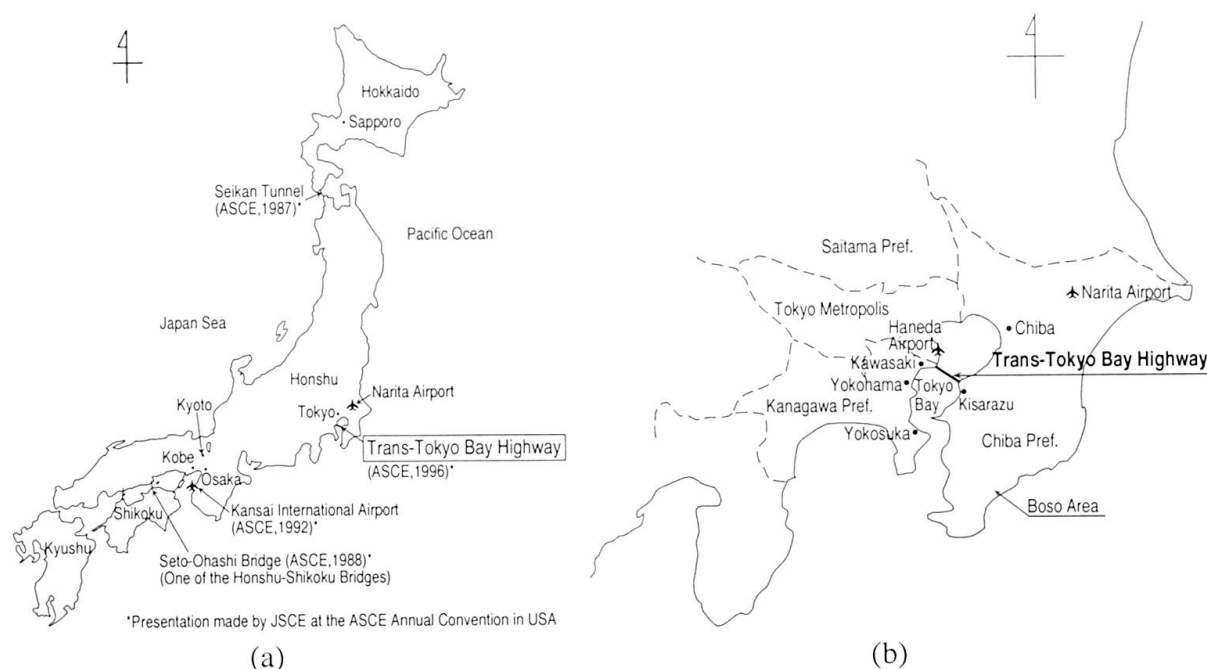 4
Hokkaido
Sapporo
Seikan Tunnel
(ASCE,1987)*
Pacific Ocean
Japan Sea
Honshu
Narita Airport
Kyoto
Tokyo
Trans-Tokyo Bay Highway
(ASCE,1996)*
Kobe
Osaka
Shikoku
Kansai International Airport
(ASCE,1992)*
Kyushu
Seto-Ohashi Bridge (ASCE,1988)*
(One of the Honshu-Shikoku Bridges)
*Presentation made by JSCE at the ASCE Annual Convention in USA
(a)
4
Saitama Pref.
Narita Airport
Tokyo Metropolis
Haneda
Airport
Chiba
Kawasaki
Trans-Tokyo Bay Highway
Yokohama
Tokyo
Bay
Kisarazu
Kanagawa Pref.
Yokosuka
Chiba Pref.
Boso Area
(b)